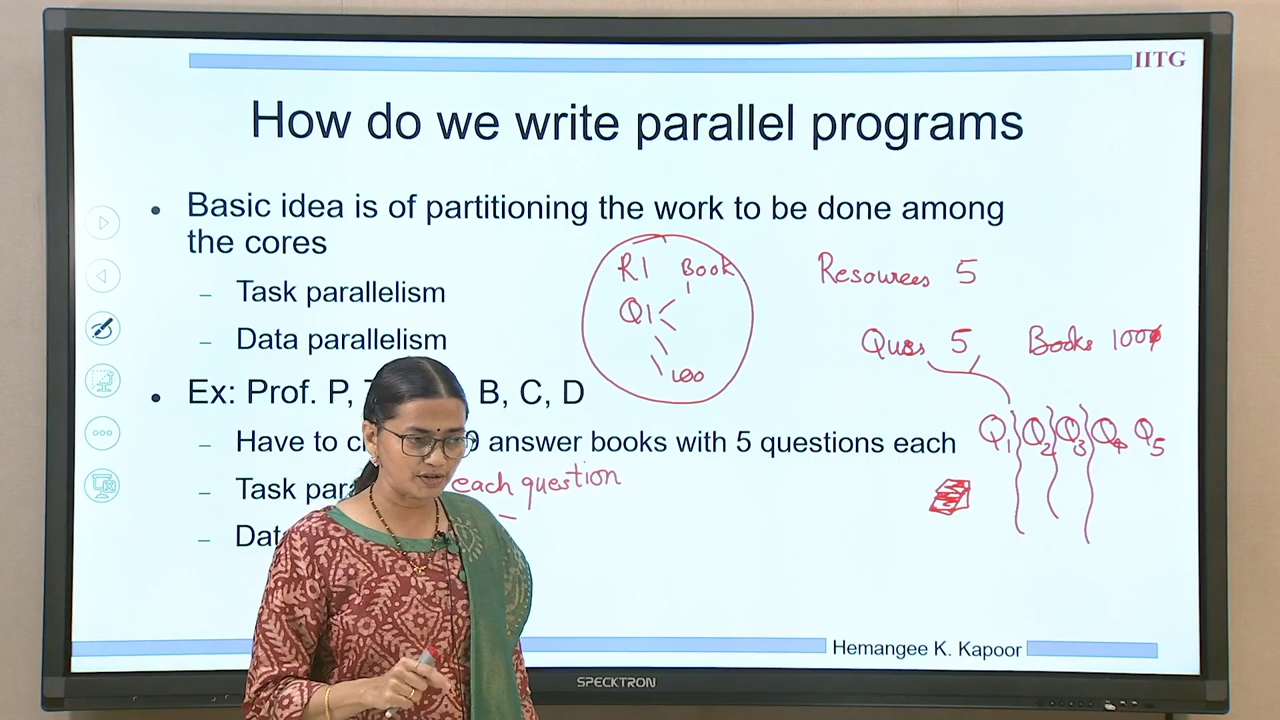 IITG
How do we write parallel programs
• Basic idea is of partitioning the work to be done among
the cores
– Task parallelism
– Data parallelism
R1 Book
Q1
100
Resources 5
Ques 5 Books 100
• Ex: Prof. P, B, C, D
– Have to answer books with 5 questions each
Q1 Q2 Q3 Q4 Q5
– Task each question
–
Hemangee K. Kapoor
SPECKTRON